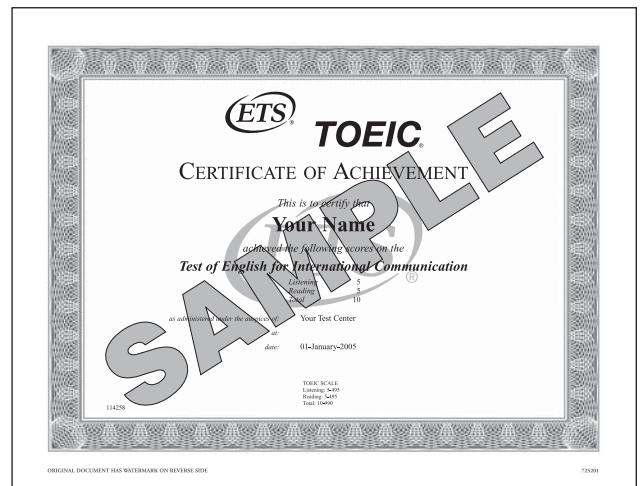 ETS®
TOEIC®
CERTIFICATE OF ACHIEVEMENT
This is to certify that
Your Name
achieved the following scores on the
Test of English for International Communication
Listening 5
Reading 5
Total 10
as administered under the auspices of: Your Test Center
at:
date: 01-January-2005
TOEIC SCALE
Listening: 5-495
Reading: 5-495
Total: 10-990
114258
SAMPLE
ETS®
ORIGINAL DOCUMENT HAS WATERMARK ON REVERSE SIDE 725201